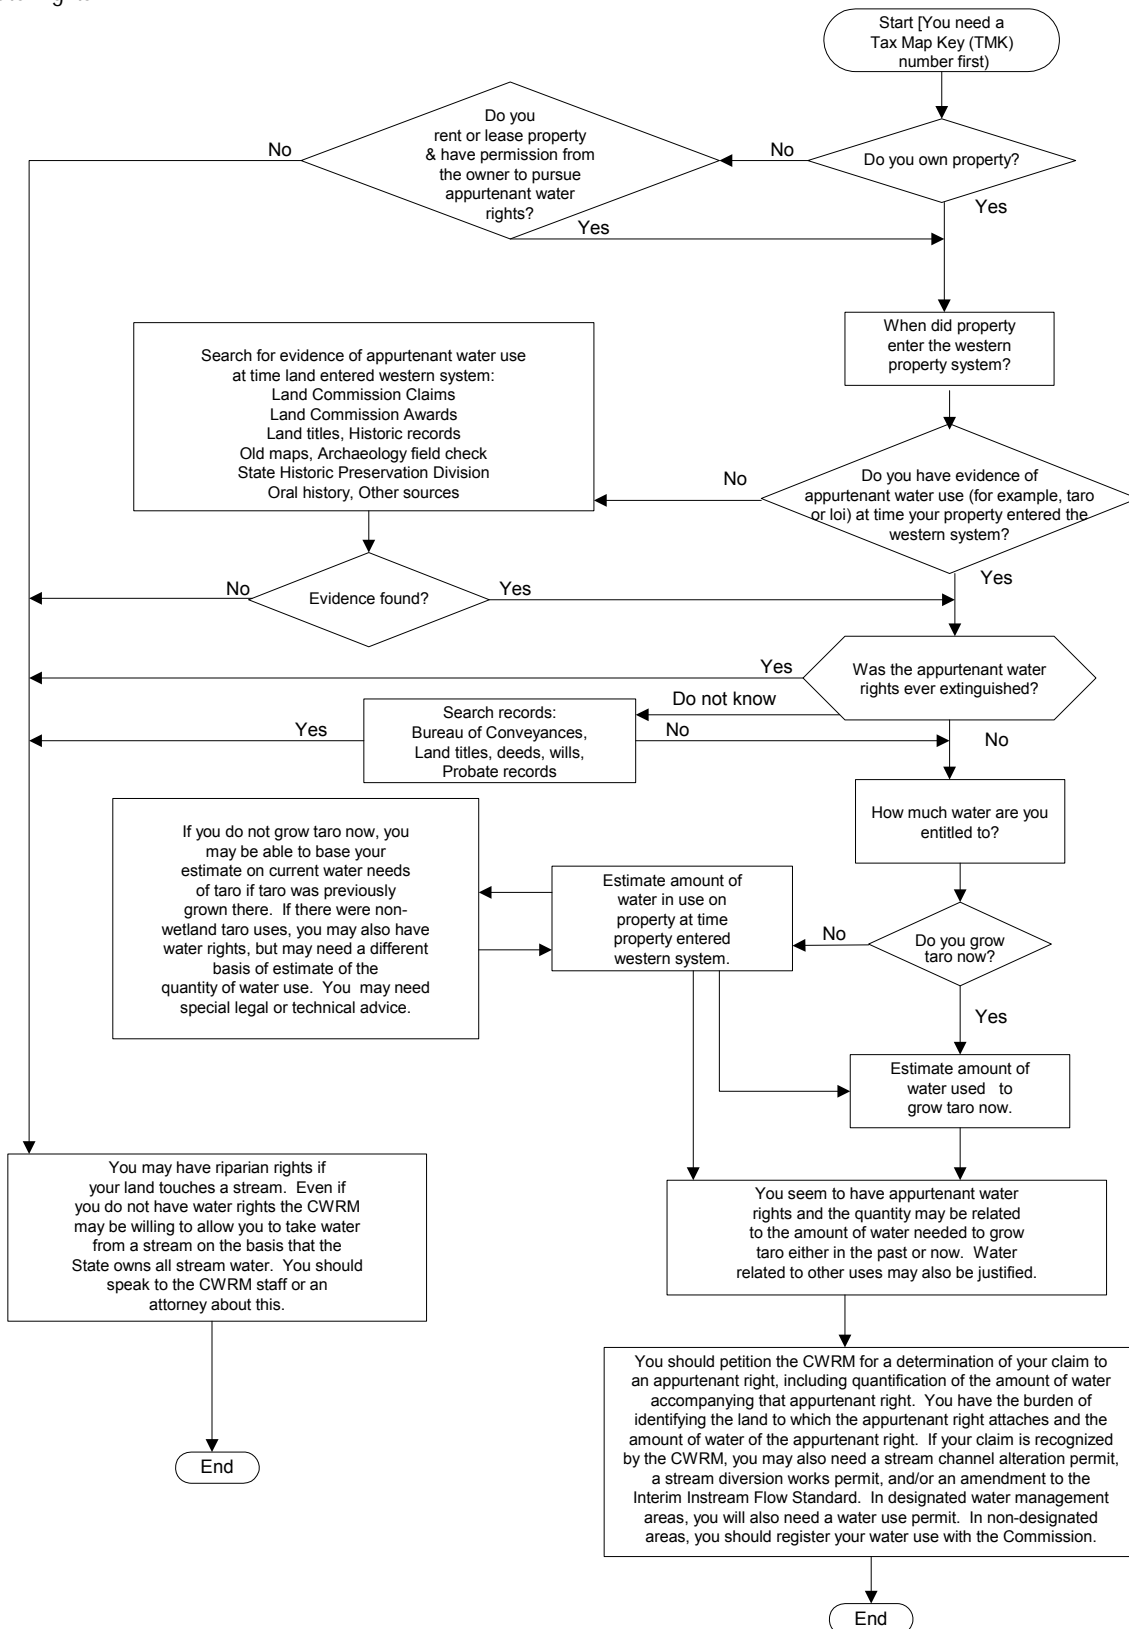 Start [You need a
Tax Map Key (TMK)
number first)
Do you own property?
No
Yes
Do you
rent or lease property
& have permission from
the owner to pursue
appurtenant water
rights?
No
Yes
When did property
enter the western
property system?
Do you have evidence of
appurtenant water use (for example, taro
or loi) at time your property entered the
western system?
No
Yes
Search for evidence of appurtenant water use
at time land entered western system:
Land Commission Claims
Land Commission Awards
Land titles, Historic records
Old maps, Archaeology field check
State Historic Preservation Division
Oral history, Other sources
Evidence found?
No
Yes
Was the appurtenant water
rights ever extinguished?
Yes
Do not know
No
Search records:
Bureau of Conveyances,
Land titles, deeds, wills,
Probate records
Yes
No
How much water are you
entitled to?
Do you grow
taro now?
No
Yes
Estimate amount of
water in use on
property at time
property entered
western system.
If you do not grow taro now, you
may be able to base your
estimate on current water needs
of taro if taro was previously
grown there. If there were non-
wetland taro uses, you may also have
water rights, but may need a different
basis of estimate of the
quantity of water use. You may need
special legal or technical advice.
Estimate amount of
water used to
grow taro now.
You may have riparian rights if
your land touches a stream. Even if
you do not have water rights the CWRM
may be willing to allow you to take water
from a stream on the basis that the
State owns all stream water. You should
speak to the CWRM staff or an
attorney about this.
End
You seem to have appurtenant water
rights and the quantity may be related
to the amount of water needed to grow
taro either in the past or now. Water
related to other uses may also be justified.
You should petition the CWRM for a determination of your claim to
an appurtenant right, including quantification of the amount of water
accompanying that appurtenant right. You have the burden of
identifying the land to which the appurtenant right attaches and the
amount of water of the appurtenant right. If your claim is recognized
by the CWRM, you may also need a stream channel alteration permit,
a stream diversion works permit, and/or an amendment to the
Interim Instream Flow Standard. In designated water management
areas, you will also need a water use permit. In non-designated
areas, you should register your water use with the Commission.
End